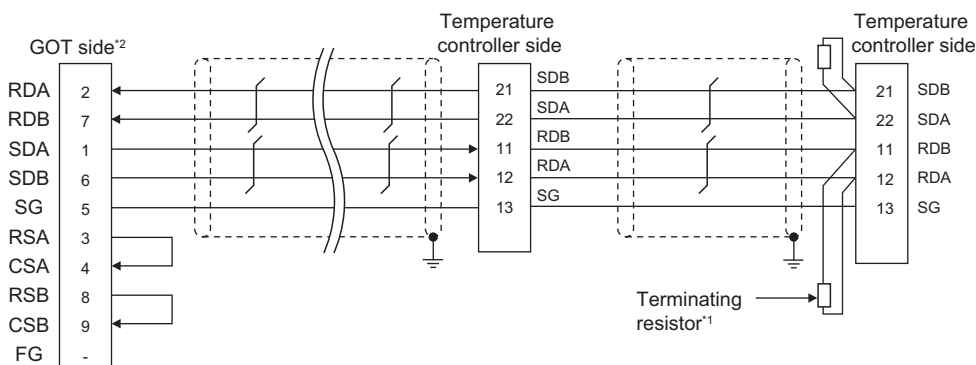 Temperature
controller side
Temperature
controller side
GOT side*2
RDA 2 21 SDB 21 SDB
RDB 7 22 SDA 22 SDA
SDA 1 11 RDB 11 RDB
SDB 6 12 RDA 12 RDA
SG 5 13 SG 13 SG
RSA 3
CSA 4
RSB 8
CSB 9
FG -
Terminating
resistor*1